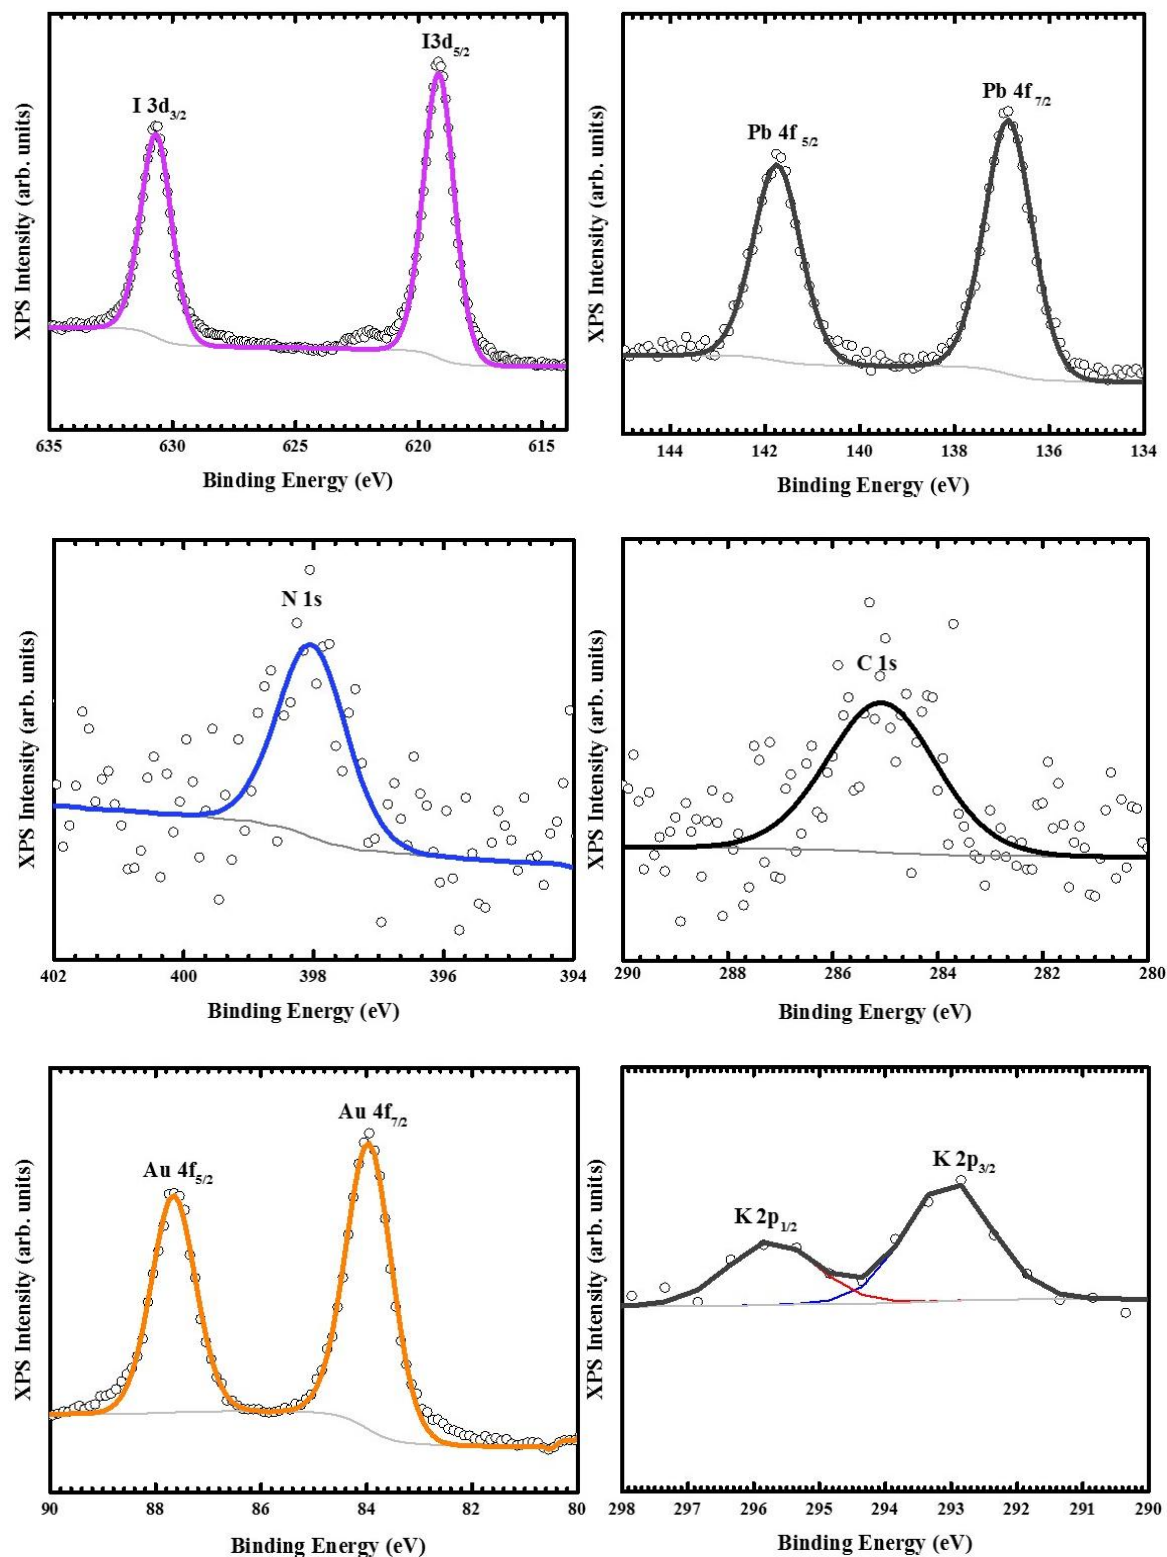 I3d5/2
I 3d3/2
XPS Intensity (arb. units)
635 630 625 620 615
Binding Energy (eV)
Pb 4f 7/2
Pb 4f 5/2
XPS Intensity (arb. units)
144 142 140 138 136 134
Binding Energy (eV)
N 1s
XPS Intensity (arb. units)
402 400 398 396 394
Binding Energy (eV)
C 1s
XPS Intensity (arb. units)
290 288 286 284 282 280
Binding Energy (eV)
Au 4f7/2
Au 4f5/2
XPS Intensity (arb. units)
90 88 86 84 82 80
Binding Energy (eV)
K 2p3/2
K 2p1/2
XPS Intensity (arb. units)
298 297 296 295 294 293 292 291 290
Binding Energy (eV)